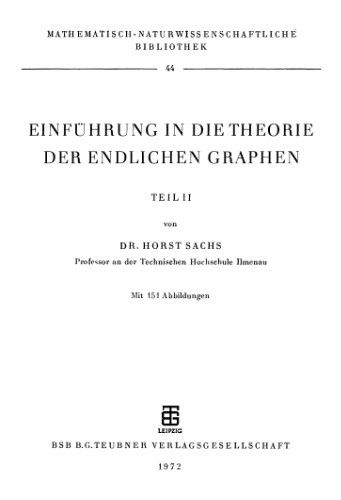 MATHEMATISCH-NATURWISSENSCHAFTLICHE
BIBLIOTHEK
44
EINFÜHRUNG IN DIE THEORIE
DER ENDLICHEN GRAPHEN
TEIL II
von
DR. HORST SACHS
Professor an der Technischen Hochschule Ilmenau
Mit 151 Abbildungen
LEIPZIG
BSB B.G. TEUBNER VERLAGSGESELLSCHAFT
1972